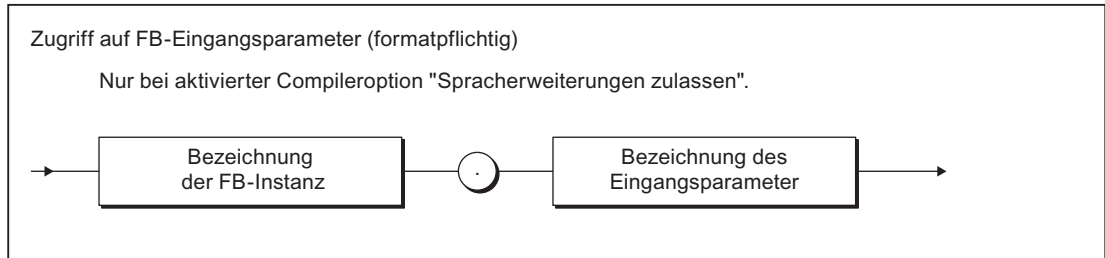 Zugriff auf FB-Eingangsparameter (formatpflichtig)
Nur bei aktivierter Compileroption "Spracherweiterungen zulassen".
Bezeichnung
der FB-Instanz
.
Bezeichnung des
Eingangsparameter